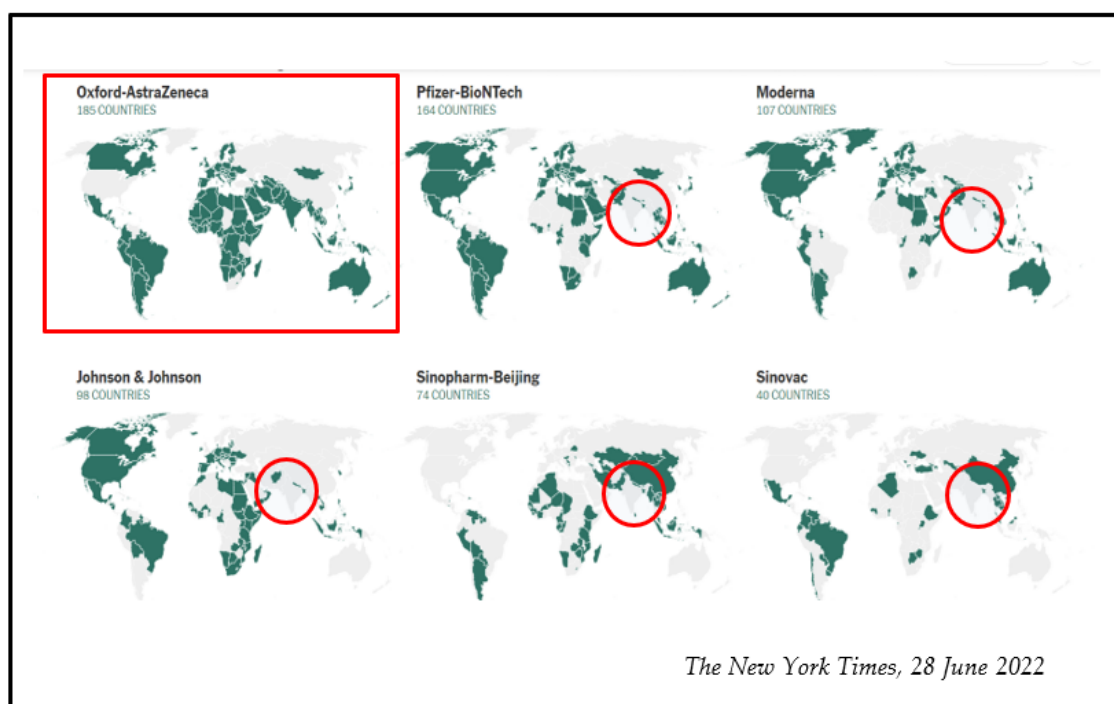 Oxford-AstraZeneca
185 COUNTRIES
Pfizer-BioNTech
164 COUNTRIES
Moderna
107 COUNTRIES
Johnson & Johnson
98 COUNTRIES
Sinopharm-Beijing
74 COUNTRIES
Sinovac
40 COUNTRIES
The New York Times, 28 June 2022